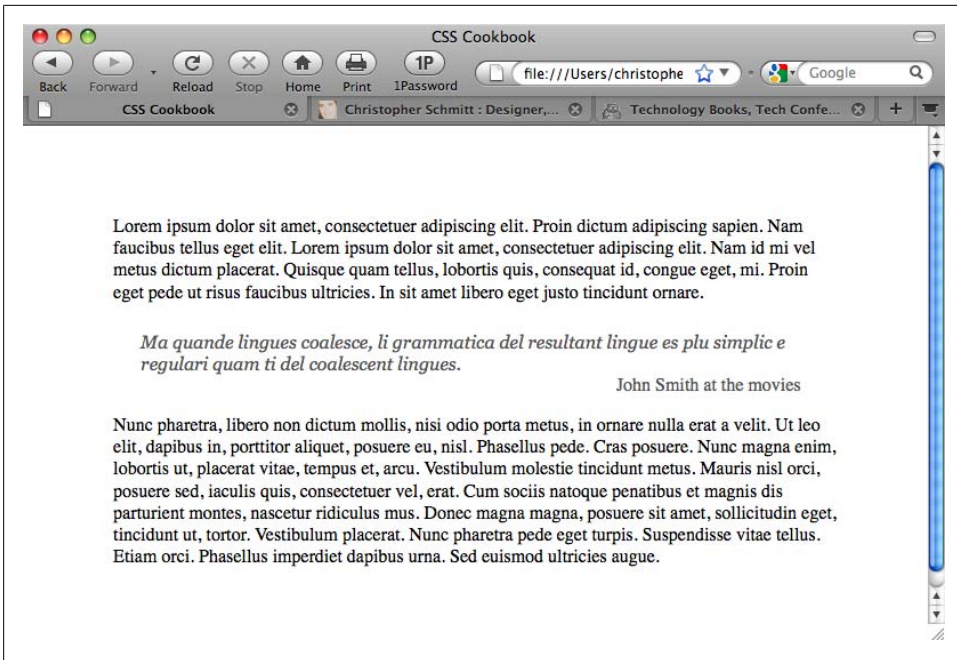 CSS Cookbook
1P
file:///Users/christophe
Google
Back Forward Reload Stop Home Print 1Password
CSS Cookbook Christopher Schmitt : Designer,... Technology Books, Tech Confe...
Lorem ipsum dolor sit amet, consectetuer adipiscing elit. Proin dictum adipiscing sapien. Nam
faucibus tellus eget elit. Lorem ipsum dolor sit amet, consectetuer adipiscing elit. Nam id mi vel
metus dictum placerat. Quisque quam tellus, lobortis quis, consequat id, congue eget, mi. Proin
eget pede ut risus faucibus ultricies. In sit amet libero eget justo tincidunt ornare.
Ma quande lingues coalesce, li grammatica del resultant lingue es plu simplic e
regulari quam ti del coalescent lingues.
John Smith at the movies
Nunc pharetra, libero non dictum mollis, nisi odio porta metus, in ornare nulla erat a velit. Ut leo
elit, dapibus in, porttitor aliquet, posuere eu, nisl. Phasellus pede. Cras posuere. Nunc magna enim,
lobortis ut, placerat vitae, tempus et, arcu. Vestibulum molestie tincidunt metus. Mauris nisl orci,
posuere sed, iaculis quis, consectetuer vel, erat. Cum sociis natoque penatibus et magnis dis
parturient montes, nascetur ridiculus mus. Donec magna magna, posuere sit amet, sollicitudin eget,
tincidunt ut, tortor. Vestibulum placerat. Nunc pharetra pede eget turpis. Suspendisse vitae tellus.
Etiam orci. Phasellus imperdiet dapibus urna. Sed euismod ultricies augue.